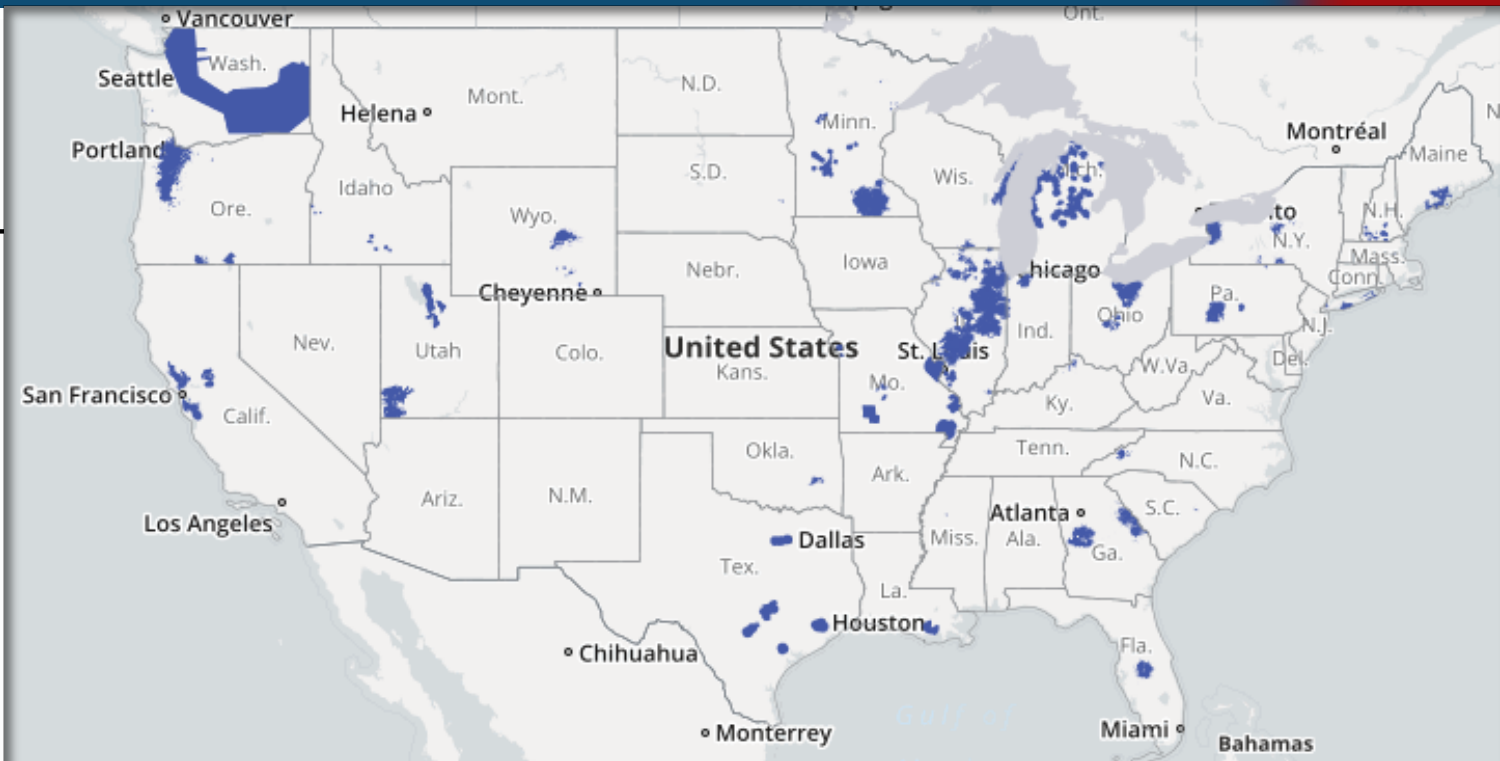 Vancouver
Ont.
Wash.
Seattle
N.D.
Mont.
Helena
Minn.
Montréal
Portland
Maine
S.D.
Wis.
Idaho
Ore.
Wyo.
N.H.
to
N.Y.
Mass.
Iowa
Nebr.
hicago
Conn.
Cheyenne
Pa.
Ohio
N.J.
Ind.
Nev.
Utah
Colo.
United States
Kans.
St. L is
Del.
W.Va.
Mo.
San Francisco
Calif.
Ky.
Va.
Okla.
Tenn.
N.C.
Ark.
Ariz.
N.M.
S.C.
Los Angeles
Atlanta
Dallas
Miss.
Ala.
Ga.
Tex.
La.
Houston
Fla.
Chihuahua
Gulf of
Miami
Monterrey
Bahamas